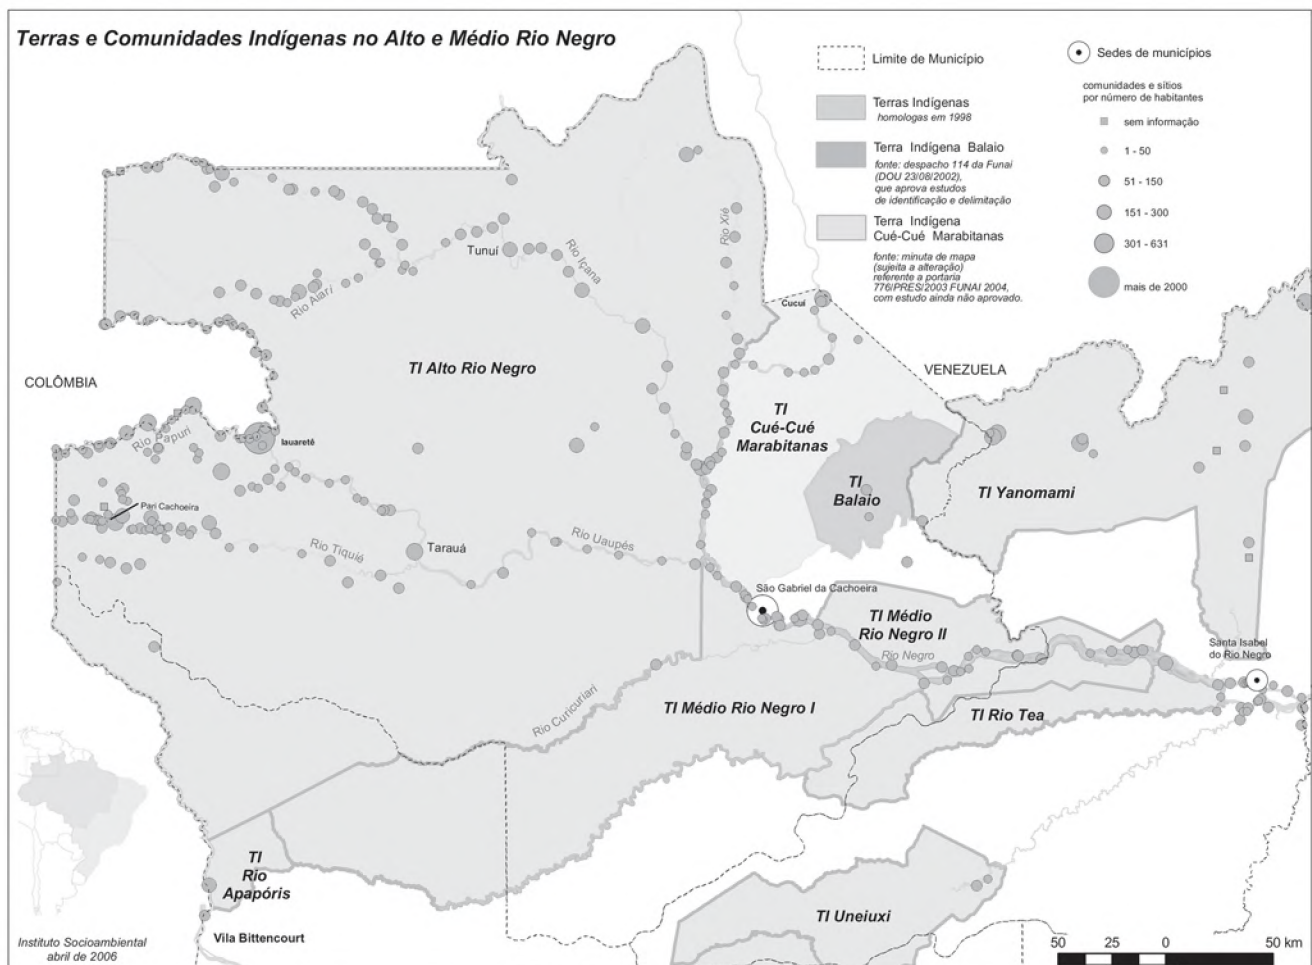 Terras e Comunidades Indígenas no Alto e Médio Rio Negro
Limite de Município
Terras Indígenas
homologas em 1998
Terra Indígena Balaio
fonte: despacho 114 da Funai
(DOU 23/08/2002),
que aprova estudos
de identificação e delimitação
Terra Indígena
Cué-Cué Marabitanas
fonte: minuta de mapa
(sujeita a alteração)
referente a portaria
776/PRES/2003 FUNAI 2004,
com estudo ainda não aprovado.
Sedes de municípios
comunidades e sítios
por número de habitantes
sem informação
1 - 50
51 - 150
151 - 300
301 - 631
mais de 2000
Rio Xié
Tunuí
Rio Içana
Rio Aiari
Cucuí
COLÔMBIA
TI Alto Rio Negro
VENEZUELA
TI
Cué-Cué
Marabitanas
Rio Papuri
Iauaretê
TI
Balaio
TI Yanomami
Pari Cachoeira
Rio Tiquié
Tarauá
Rio Uaupés
São Gabriel da Cachoeira
TI Médio
Rio Negro II
Rio Negro
Santa Isabel
do Rio Negro
Rio Curicuriari
TI Médio Rio Negro I
TI Rio Tea
TI
Rio
Apapóris
TI Uneiuxi
Vila Bittencourt
Instituto Socioambiental
abril de 2006
50 25 0 50 km